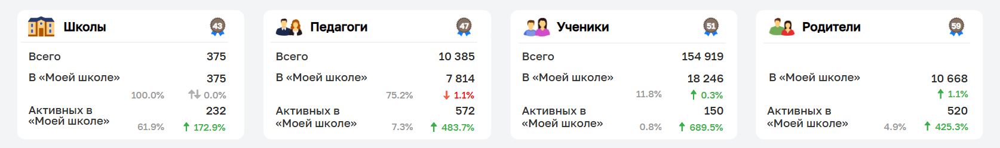 Школы 43
Всего 375
В «Моей школе» 375
100.0% 0.0%
Активных в 232
«Моей школе»
61.9% 172.9%
Педагоги 47
Всего 10 385
В «Моей школе» 7 814
75.2% 1.1%
Активных в 572
«Моей школе»
7.3% 483.7%
Ученики 51
Всего 154 919
В «Моей школе» 18 246
11.8% 0.3%
Активных в 150
«Моей школе»
0.8% 689.5%
Родители 59
В «Моей школе» 10 668
1.1%
Активных в 520
«Моей школе»
4.9% 425.3%